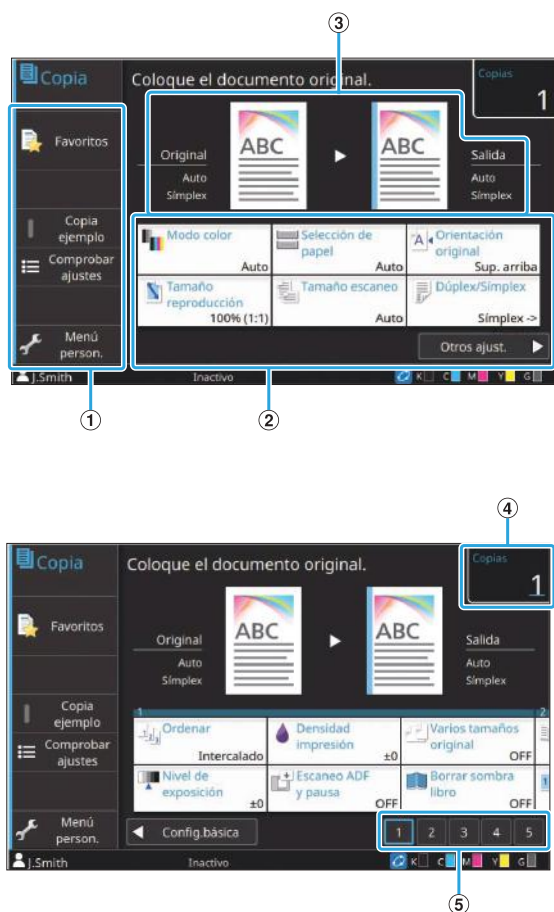 ③
Copia
Coloque el documento original.
Copias
1
Favoritos
Original
Auto
Símplex
ABC
ABC
Salida
Auto
Símplex
Copia
ejemplo
Comprobar
ajustes
Menú
person.
Modo color
Auto
Selección de
papel
Auto
Orientación
original
Sup. arriba
Tamaño
reproducción
100% (1:1)
Tamaño escaneo
Auto
Dúplex/Símplex
Símplex ->
Otros ajust.
J.Smith
Inactivo
K C M Y G
①
②
④
Copia
Coloque el documento original.
Copias
1
Favoritos
Original
Auto
Símplex
ABC
ABC
Salida
Auto
Símplex
Copia
ejemplo
Comprobar
ajustes
Menú
person.
1
2
Ordenar
Intercalado
Densidad
impresión
±0
Varios tamaños
original
OFF
Nivel de
exposición
±0
Escaneo ADF
y pausa
OFF
Borrar sombra
libro
OFF
Config.básica
1 2 3 4 5
J.Smith
Inactivo
K C M Y G
⑤